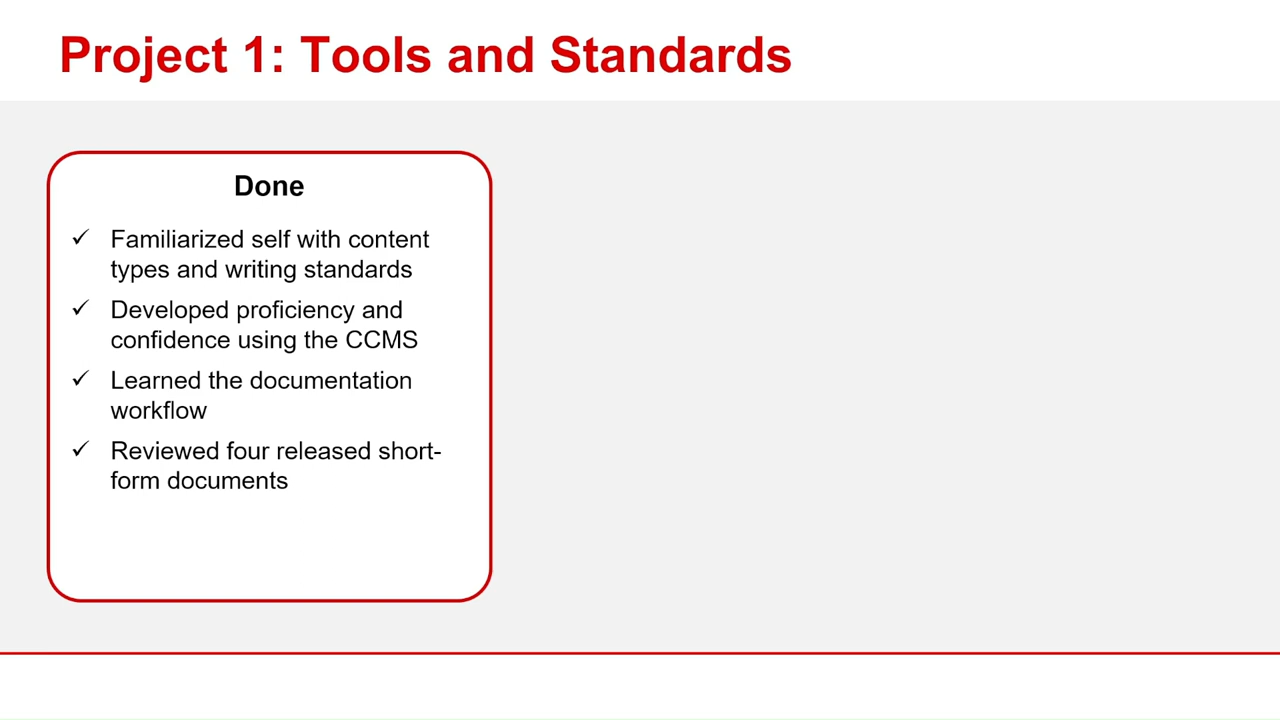 Project 1: Tools and Standards
Done
✓ Familiarized self with content
types and writing standards
✓ Developed proficiency and
confidence using the CCMS
✓ Learned the documentation
workflow
✓ Reviewed four released short-
form documents